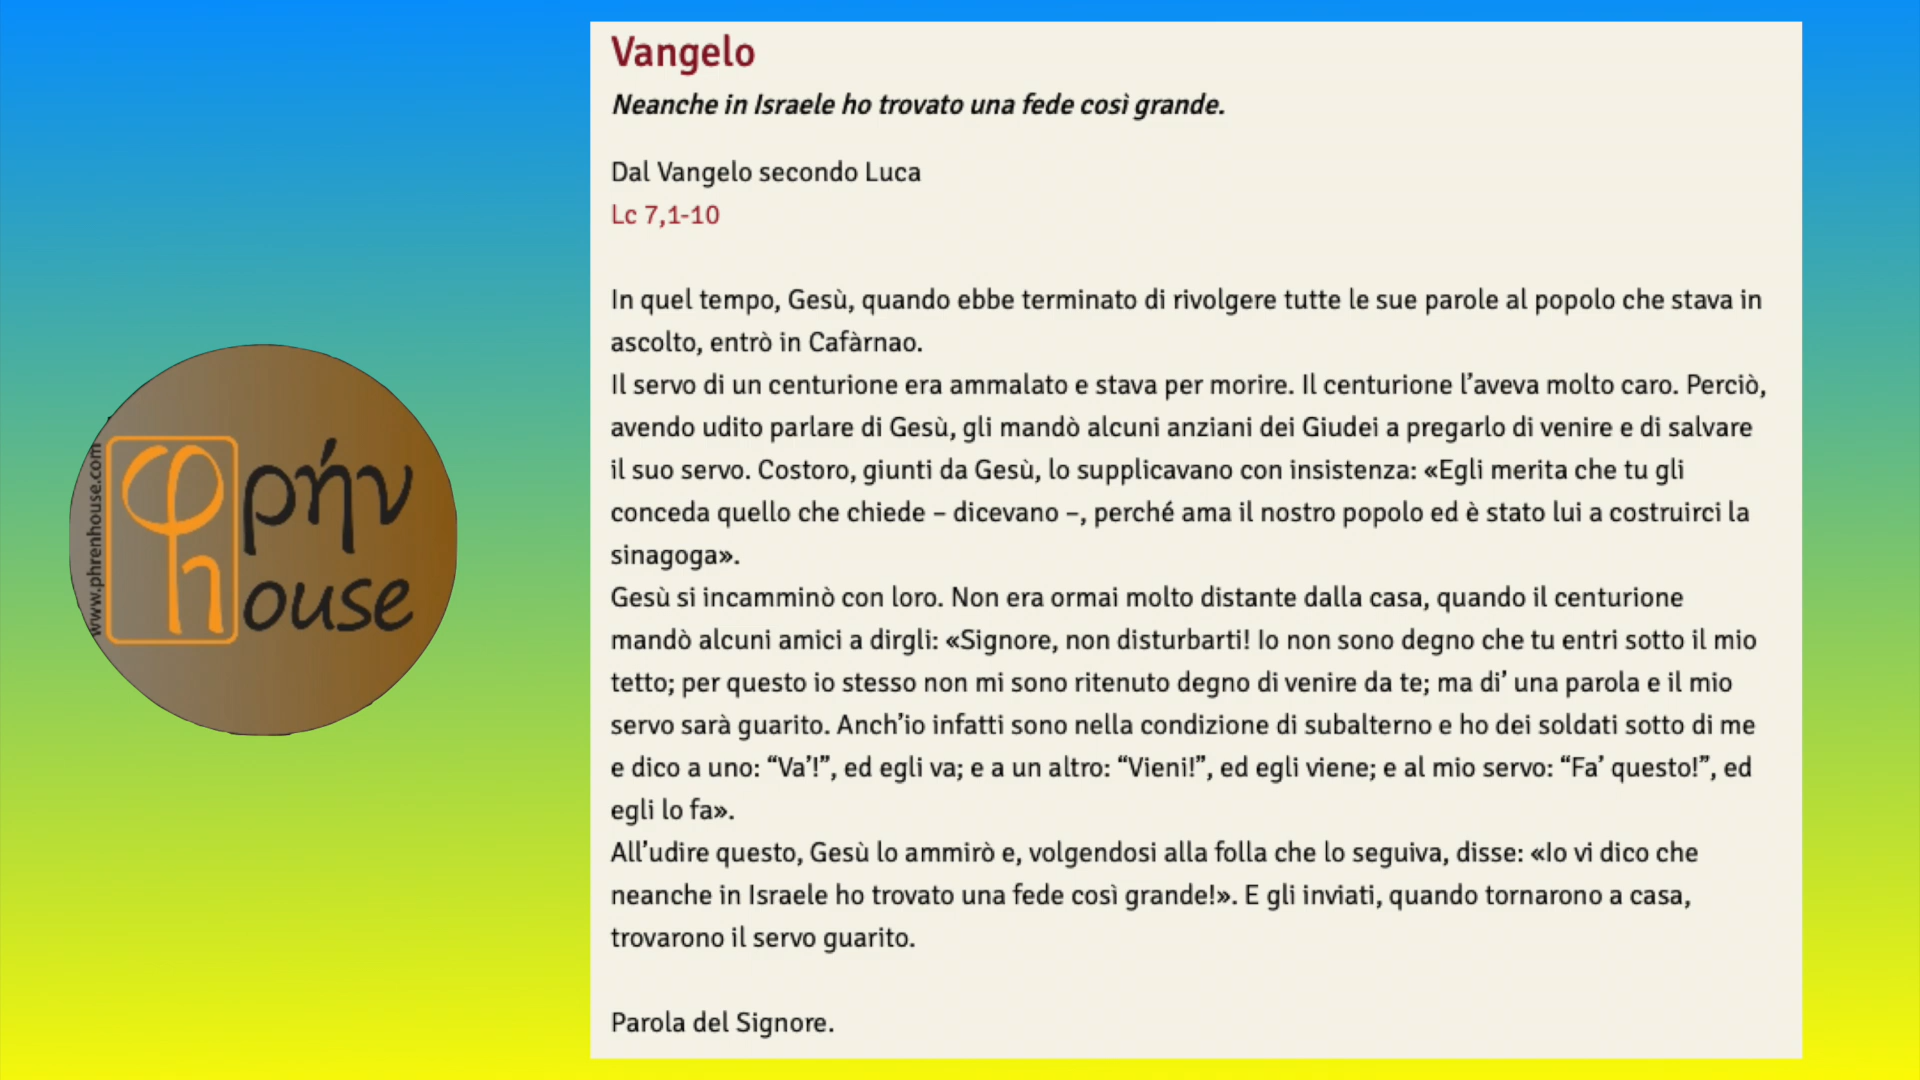 Vangelo
Neanche in Israele ho trovato una fede così grande.
Dal Vangelo secondo Luca
Lc 7,1-10
In quel tempo, Gesù, quando ebbe terminato di rivolgere tutte le sue parole al popolo che stava in
ascolto, entrò in Cafàrnao.
Il servo di un centurione era ammalato e stava per morire. Il centurione l’aveva molto caro. Perciò,
avendo udito parlare di Gesù, gli mandò alcuni anziani dei Giudei a pregarlo di venire e di salvare
il suo servo. Costoro, giunti da Gesù, lo supplicavano con insistenza: «Egli merita che tu gli
conceda quello che chiede – dicevano –, perché ama il nostro popolo ed è stato lui a costruirci la
sinagoga».
Gesù si incamminò con loro. Non era ormai molto distante dalla casa, quando il centurione
mandò alcuni amici a dirgli: «Signore, non disturbarti! Io non sono degno che tu entri sotto il mio
tetto; per questo io stesso non mi sono ritenuto degno di venire da te; ma di’ una parola e il mio
servo sarà guarito. Anch’io infatti sono nella condizione di subalterno e ho dei soldati sotto di me
e dico a uno: “Va’!”, ed egli va; e a un altro: “Vieni!”, ed egli viene; e al mio servo: “Fa’ questo!”, ed
egli lo fa».
All’udire questo, Gesù lo ammirò e, volgendosi alla folla che lo seguiva, disse: «Io vi dico che
neanche in Israele ho trovato una fede così grande!». E gli inviati, quando tornarono a casa,
trovarono il servo guarito.
Parola del Signore.
www.phrenhouse.com
φρήν
house